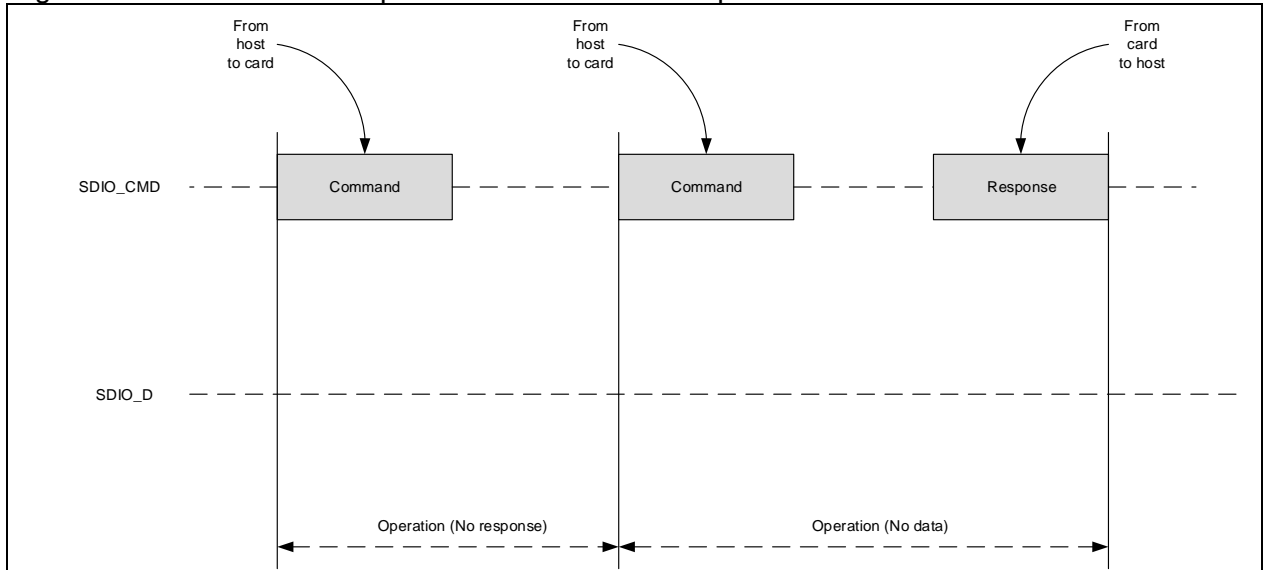 From
host
to card
From
host
to card
From
card
to host
SDIO_CMD
Command
Command
Response
SDIO_D
Operation (No response)
Operation (No data)